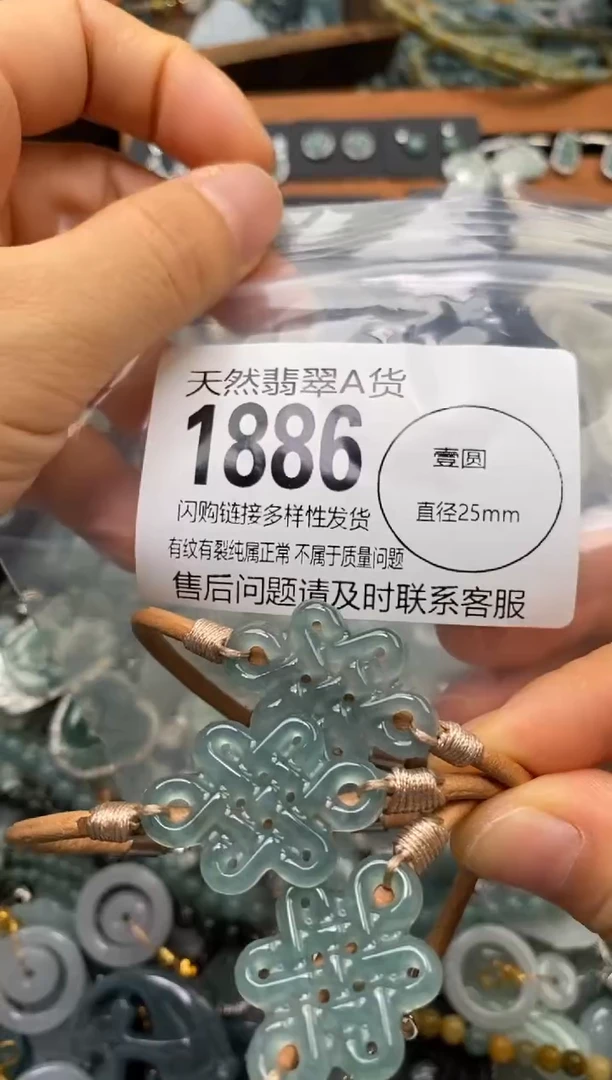 天然翡翠A货
1886
壹圆
直径25mm
闪购链接多样性发货
有纹有裂纯属正常 不属于质量问题
售后问题请及时联系客服